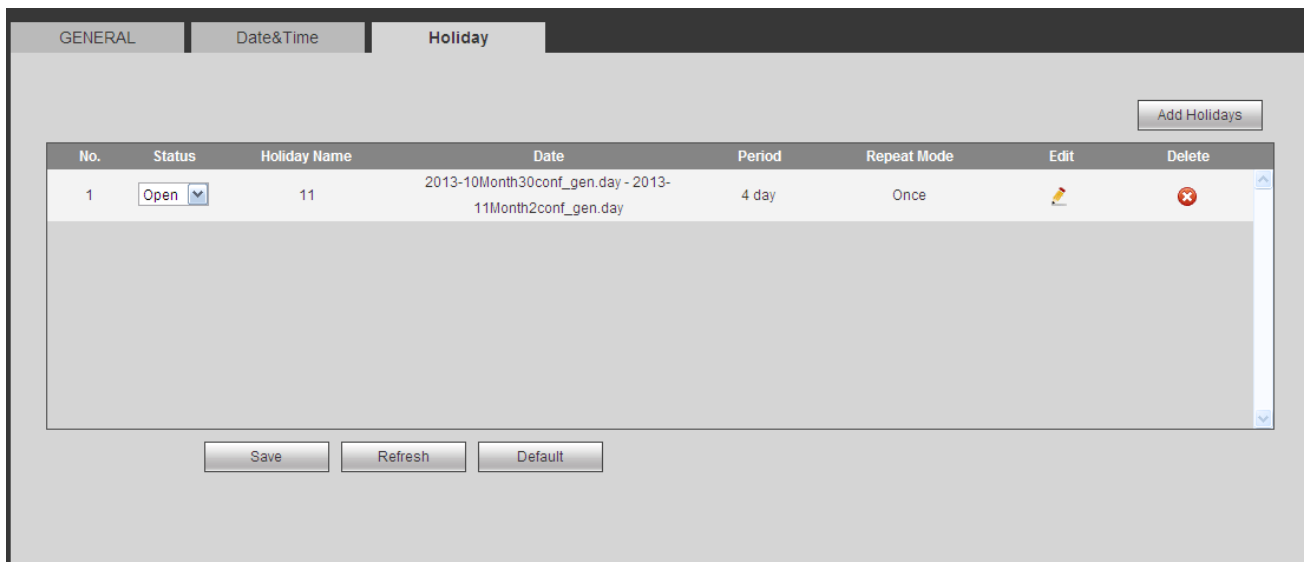 GENERAL Date&Time Holiday
Add Holidays
No. Status Holiday Name Date Period Repeat Mode Edit Delete
1 Open 11 2013-10Month30conf_gen.day - 2013- 4 day Once
11Month2conf_gen.day
Save Refresh Default